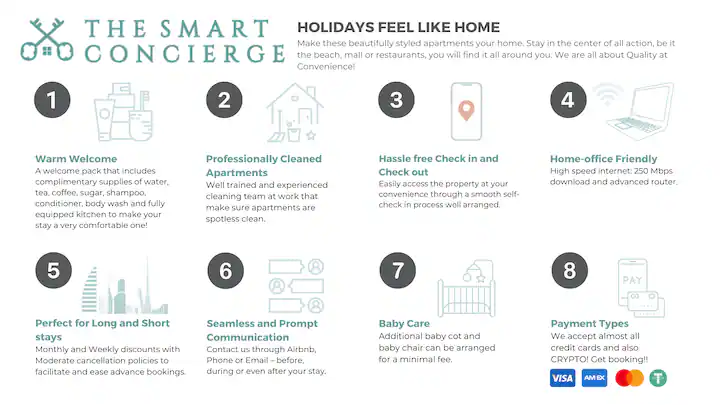 THE SMART
CONCIERGE
HOLIDAYS FEEL LIKE HOME
Make these beautifully styled apartments your home. Stay in the center of all action, be it
the beach, mall or restaurants, you will find it all around you. We are all about Quality at
Convenience!
1
Warm Welcome
A welcome pack that includes
complimentary supplies of water,
tea, coffee, sugar, shampoo,
conditioner, body wash and fully
equipped kitchen to make your
stay a very comfortable one!
2
Professionally Cleaned
Apartments
Well trained and experienced
cleaning team at work that
make sure apartments are
spotless clean.
3
Hassle free Check in and
Check out
Easily access the property at your
convenience through a smooth self-
check in process well arranged.
4
Home-office Friendly
High speed internet: 250 Mbps
download and advanced router.
5
Perfect for Long and Short
stays
Monthly and Weekly discounts with
Moderate cancellation policies to
facilitate and ease advance bookings.
6
Seamless and Prompt
Communication
Contact us through Airbnb,
Phone or Email – before,
during or even after your stay.
7
Baby Care
Additional baby cot and
baby chair can be arranged
for a minimal fee.
8
PAY
Payment Types
We accept almost all
credit cards and also
CRYPTO! Get booking!!
VISA
AMEX
T